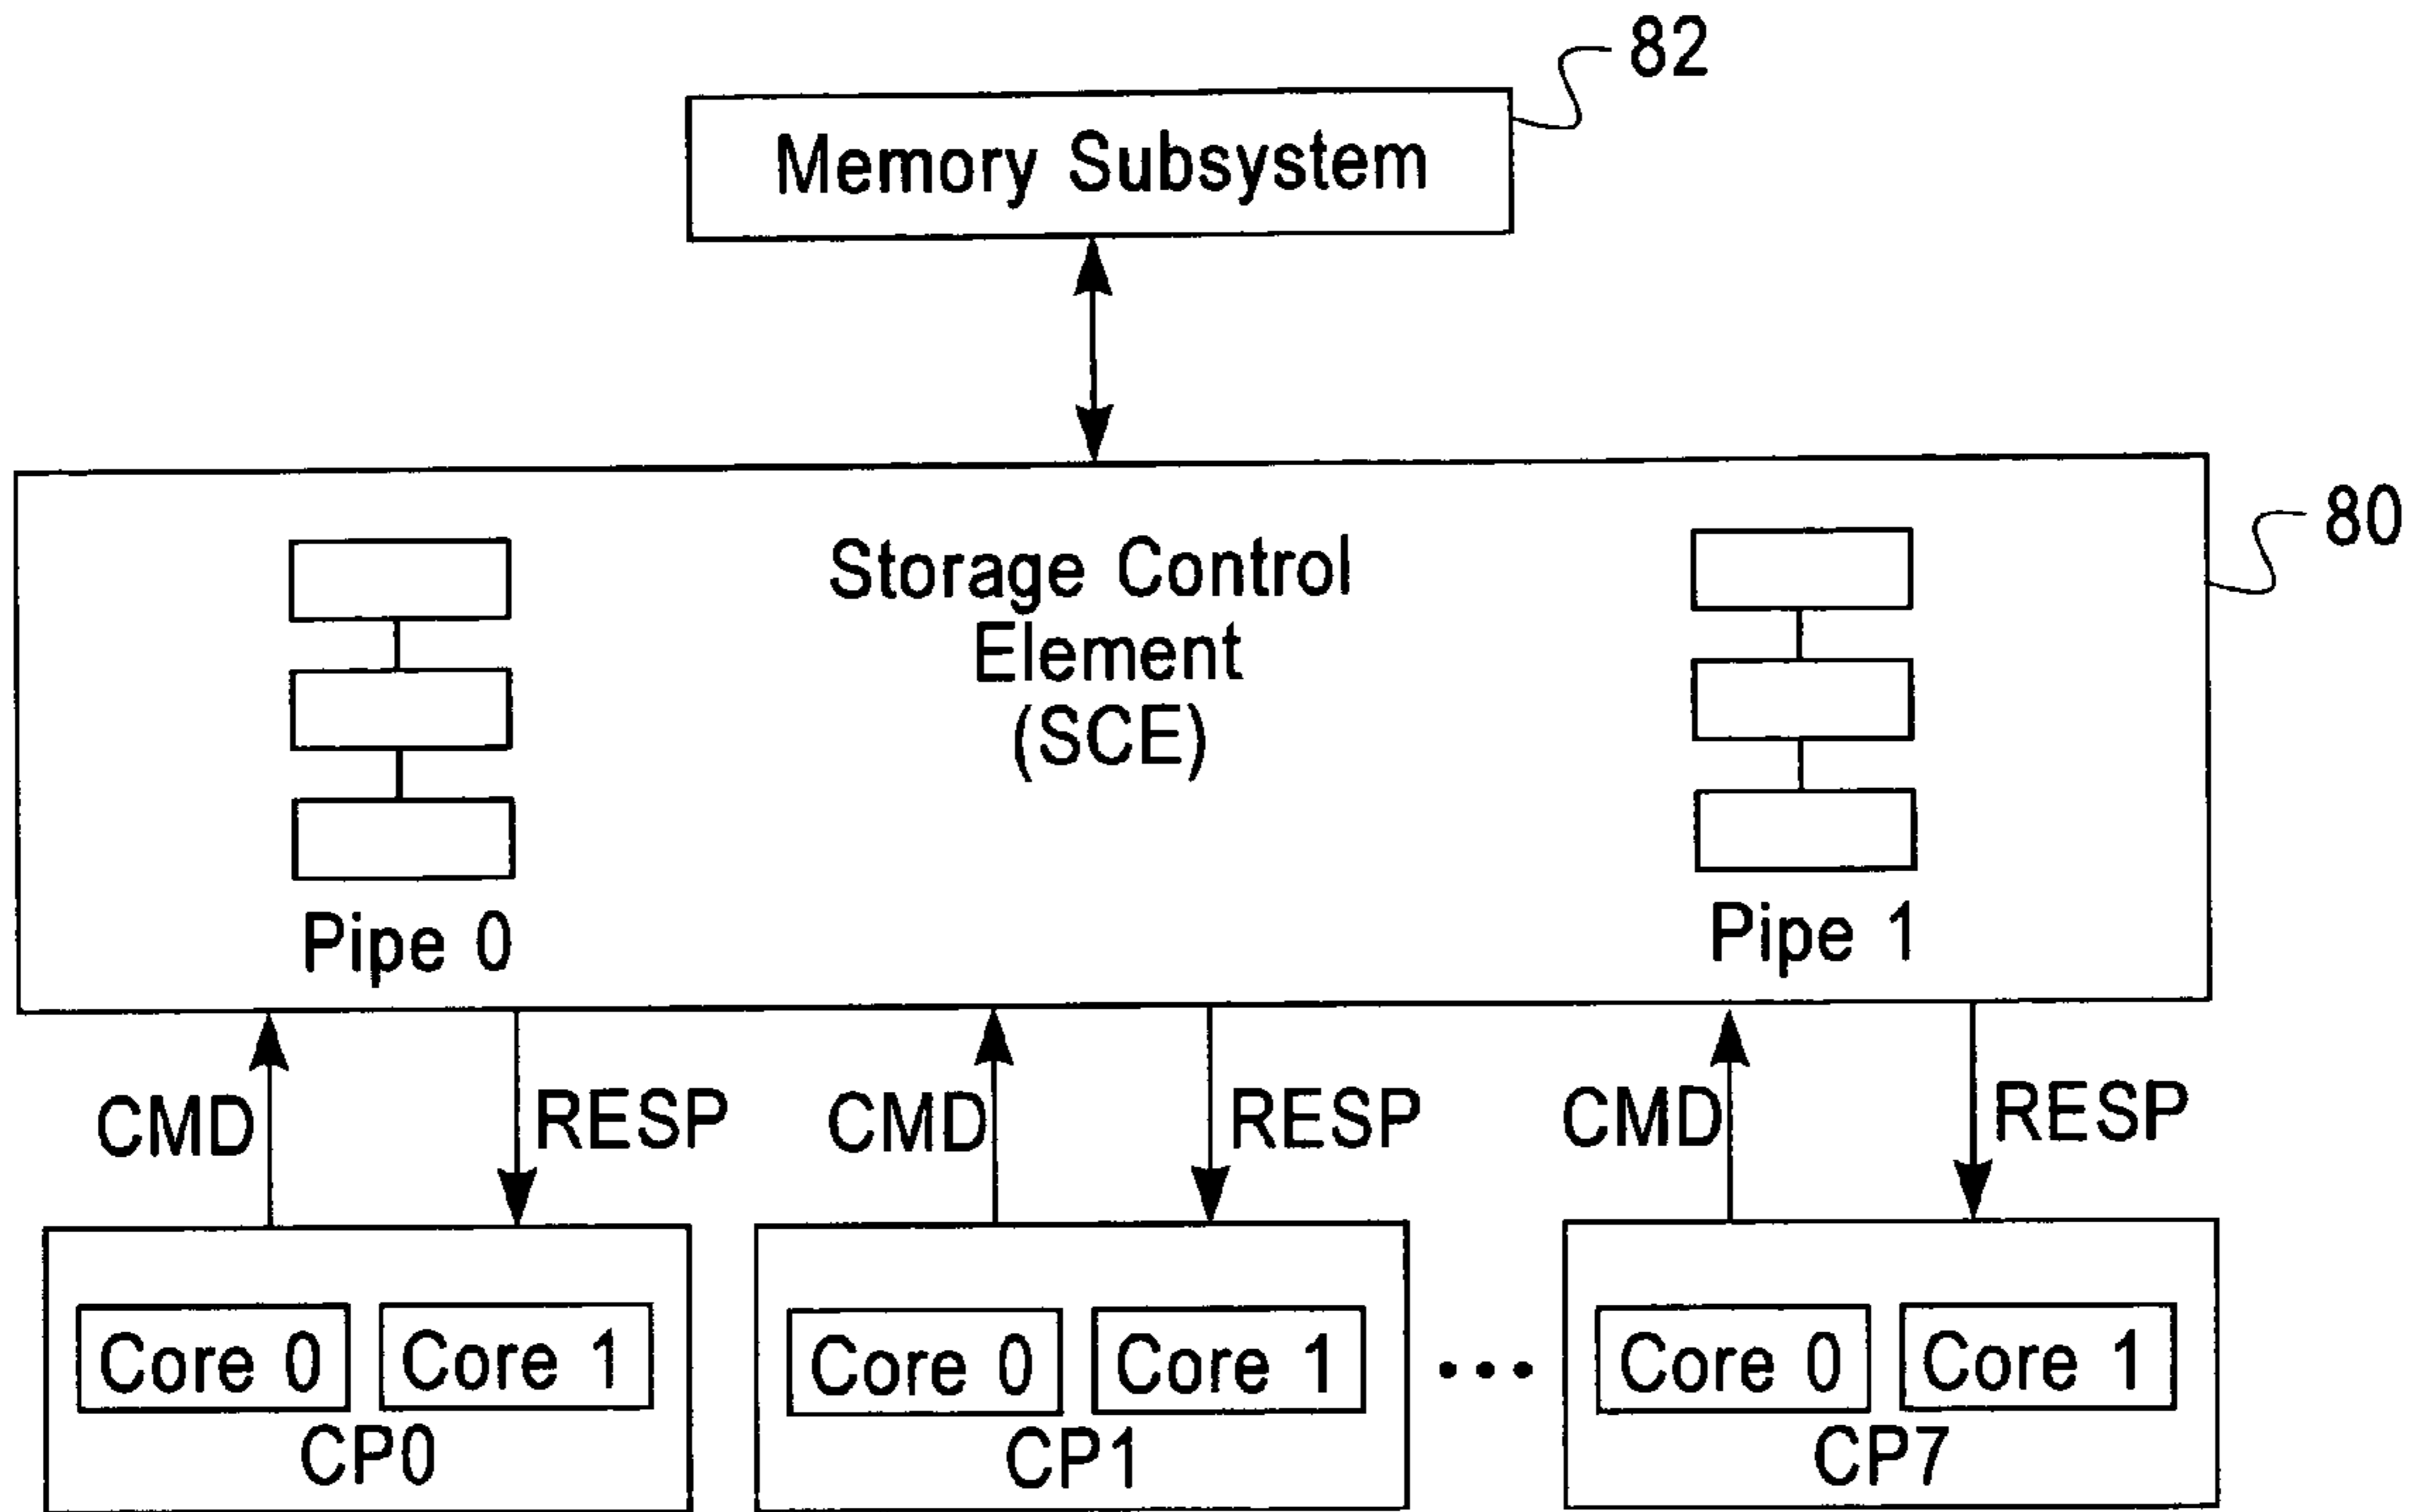 82
Memory Subsystem
80
Storage Control
Element
(SCE)
Pipe 0
Pipe 1
CMD
RESP
CMD
RESP
CMD
RESP
Core 0
Core 1
Core 0
Core 1
...
Core 0
Core 1
CP0
CP1
CP7